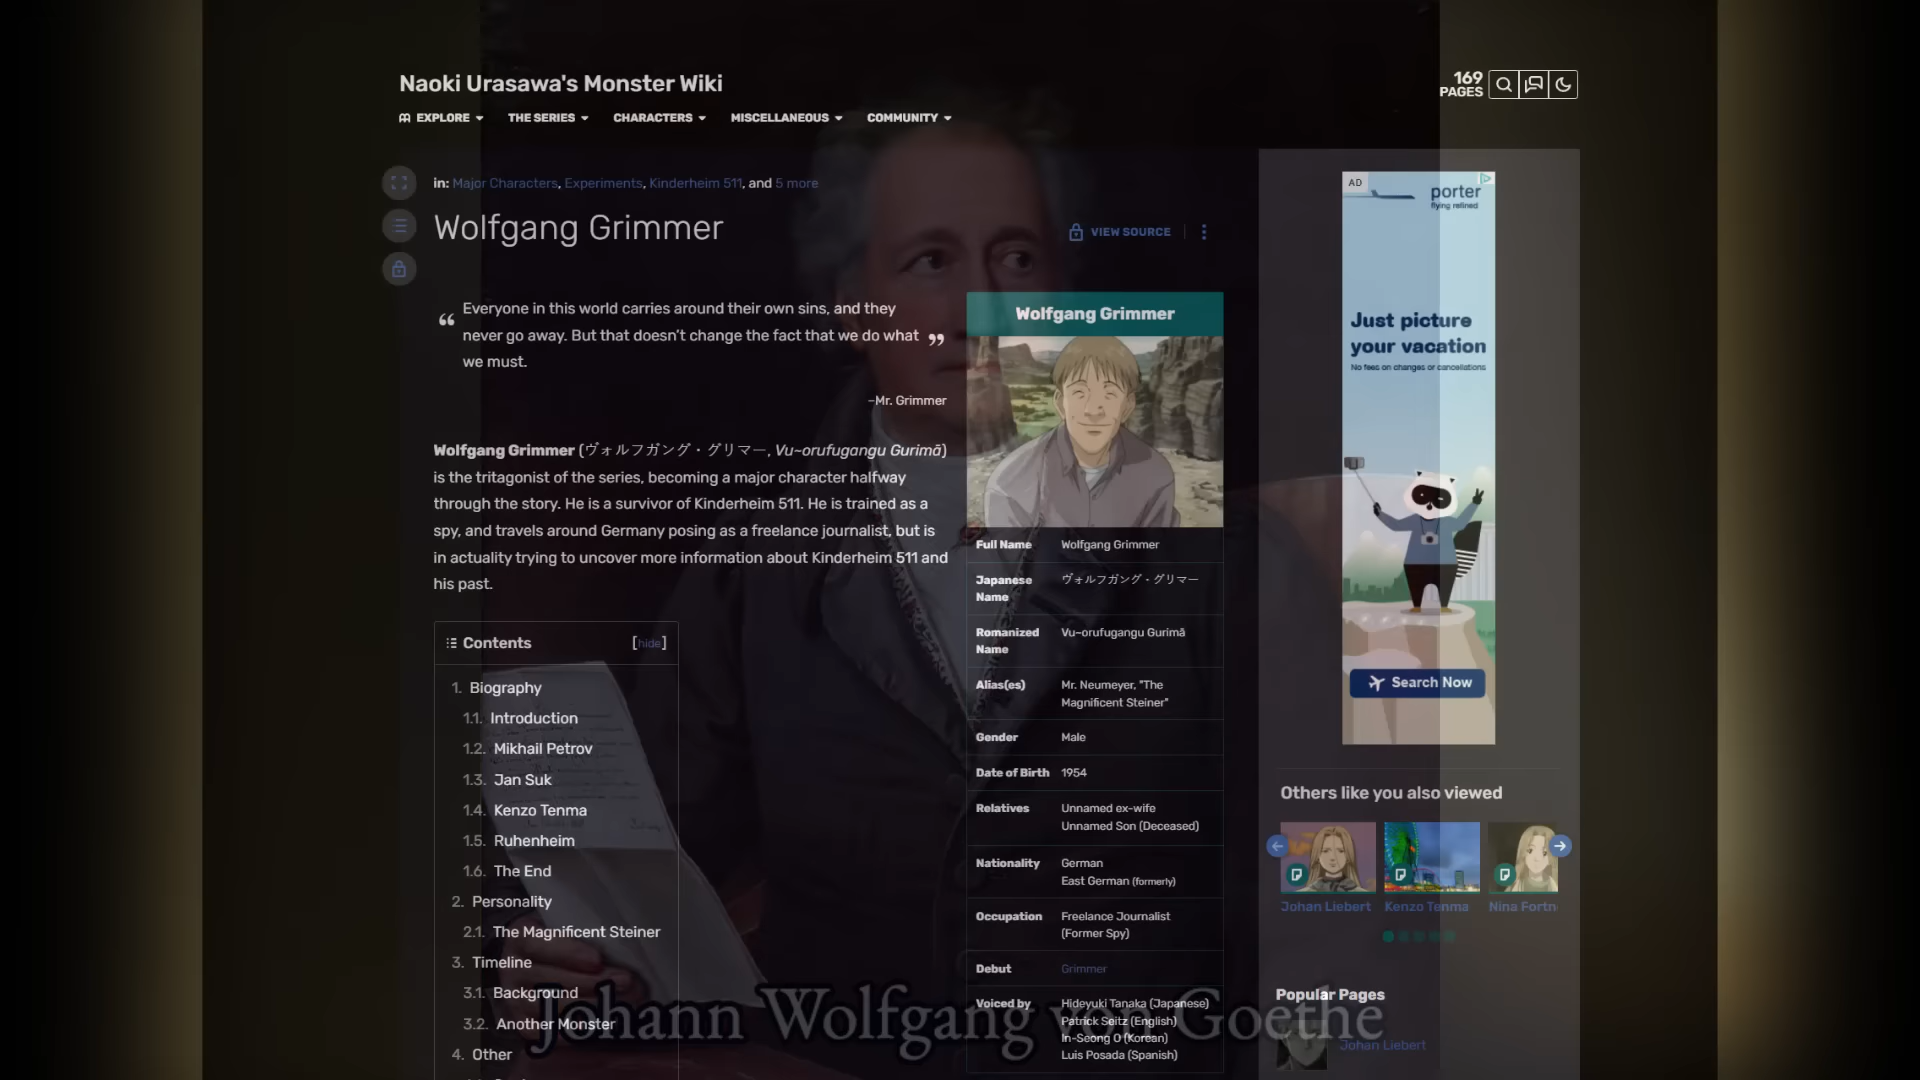 Naoki Urasawa's Monster Wiki
169
PAGES
EXPLORE
THE SERIES
CHARACTERS
MISCELLANEOUS
COMMUNITY
in: Major Characters, Experiments, Kinderheim 511, and 5 more
Wolfgang Grimmer
VIEW SOURCE
“ Everyone in this world carries around their own sins, and they
never go away. But that doesn't change the fact that we do what ”
we must.
–Mr. Grimmer
Wolfgang Grimmer (ヴォルフガング・グリマー, Vu-orufugangu Gurimā)
is the tritagonist of the series, becoming a major character halfway
through the story. He is a survivor of Kinderheim 511. He is trained as a
spy, and travels around Germany posing as a freelance journalist, but is
in actuality trying to uncover more information about Kinderheim 511 and
his past.
Contents [hide]
1. Biography
1.1. Introduction
1.2. Mikhail Petrov
1.3. Jan Suk
1.4. Kenzo Tenma
1.5. Ruhenheim
1.6. The End
2. Personality
2.1. The Magnificent Steiner
3. Timeline
3.1. Background
3.2. Another Monster
4. Other
Wolfgang Grimmer
Full Name Wolfgang Grimmer
Japanese ヴォルフガング・グリマー
Name
Romanized Vu-orufugangu Gurimā
Name
Alias(es) Mr. Neumeyer, "The
Magnificent Steiner"
Gender Male
Date of Birth 1954
Relatives Unnamed ex-wife
Unnamed Son (Deceased)
Nationality German
East German (formerly)
Occupation Freelance Journalist
(Former Spy)
Debut Grimmer
Voiced by Hideyuki Tanaka (Japanese)
Patrick Seitz (English)
In-Seong O (Korean)
Luis Posada (Spanish)
AD
porter
flying refined
Just picture
your vacation
No fees on changes or cancellations
Search Now
Others like you also viewed
Johan Liebert
Kenzo Tenma
Nina Fortn
Popular Pages
Johan Liebert
Johann Wolfgang von Goethe